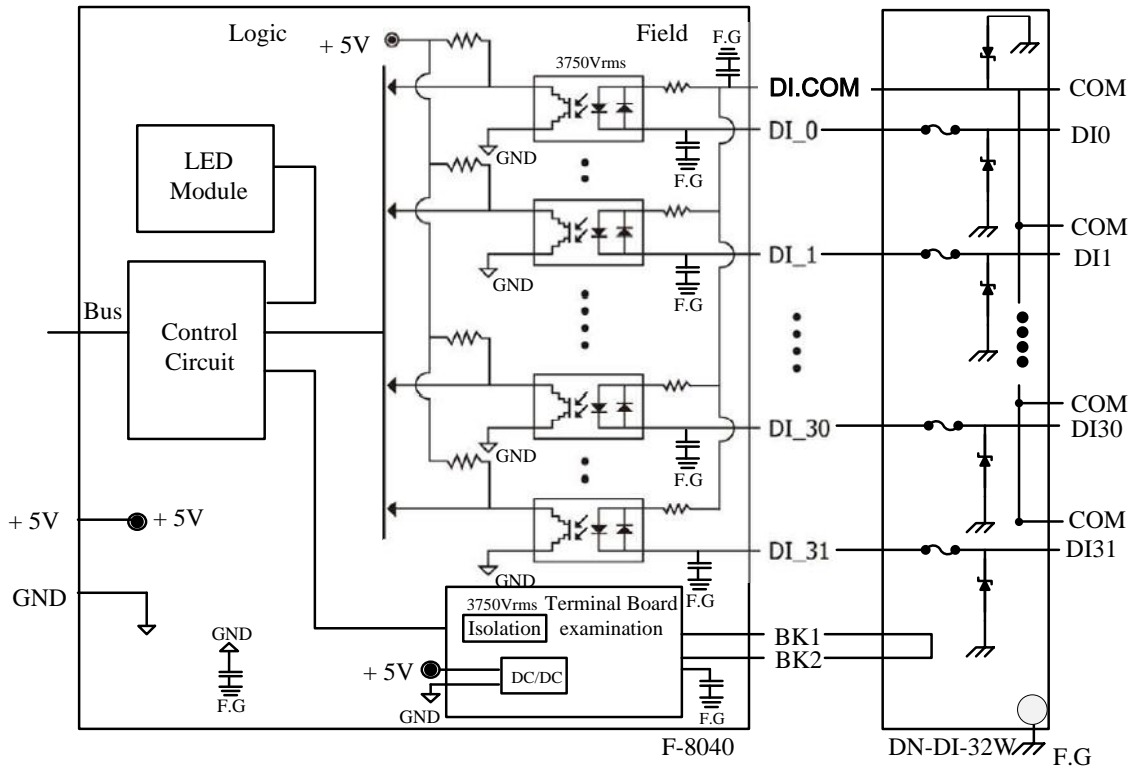 Logic
Field
+ 5V
F.G
3750Vrms
DI.COM
COM
LED
Module
DI_0
DI0
GND
F.G
COM
DI_1
DI1
GND
F.G
Bus
Control
Circuit
COM
DI_30
DI30
GND
F.G
COM
+ 5V
+ 5V
DI_31
DI31
GND
F.G
GND
3750Vrms
Terminal Board
Isolation
examination
BK1
GND
BK2
+ 5V
DC/DC
F.G
GND
F.G
F-8040
DN-DI-32W
F.G